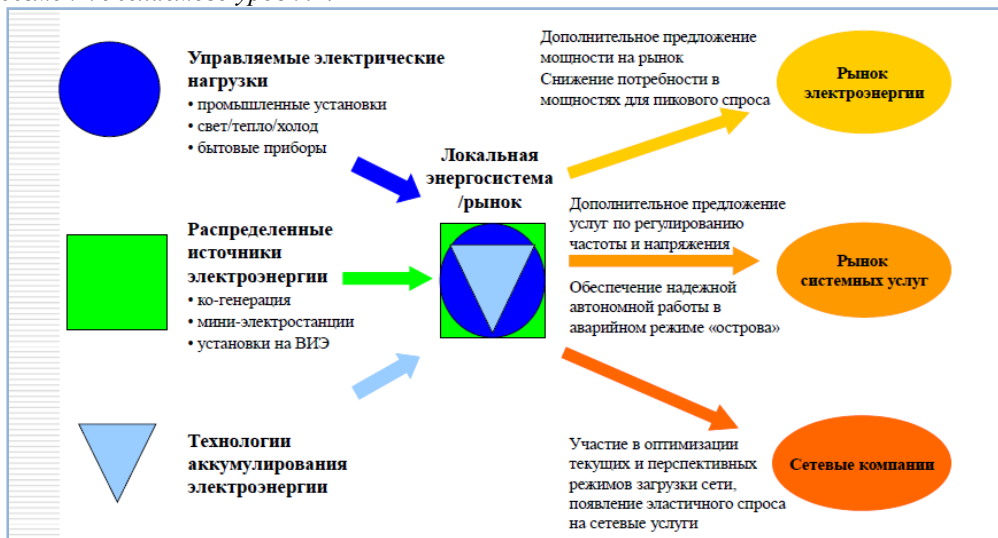 Управляемые электрические
нагрузки
• промышленные установки
• свет/тепло/холод
• бытовые приборы
Распределенные
источники
электроэнергии
• ко-генерация
• мини-электростанции
• установки на ВИЭ
Технологии
аккумулирования
электроэнергии
Локальная
энергосистема
/рынок
Дополнительное предложение
мощности на рынок
Снижение потребности в
мощностях для пикового спроса
Рынок
электроэнергии
Дополнительное предложение
услуг по регулированию
частоты и напряжения
Обеспечение надежной
автономной работы в
аварийном режиме «острова»
Рынок
системных услуг
Участие в оптимизации
текущих и перспективных
режимов загрузки сети,
появление эластичного спроса
на сетевые услуги
Сетевые компании